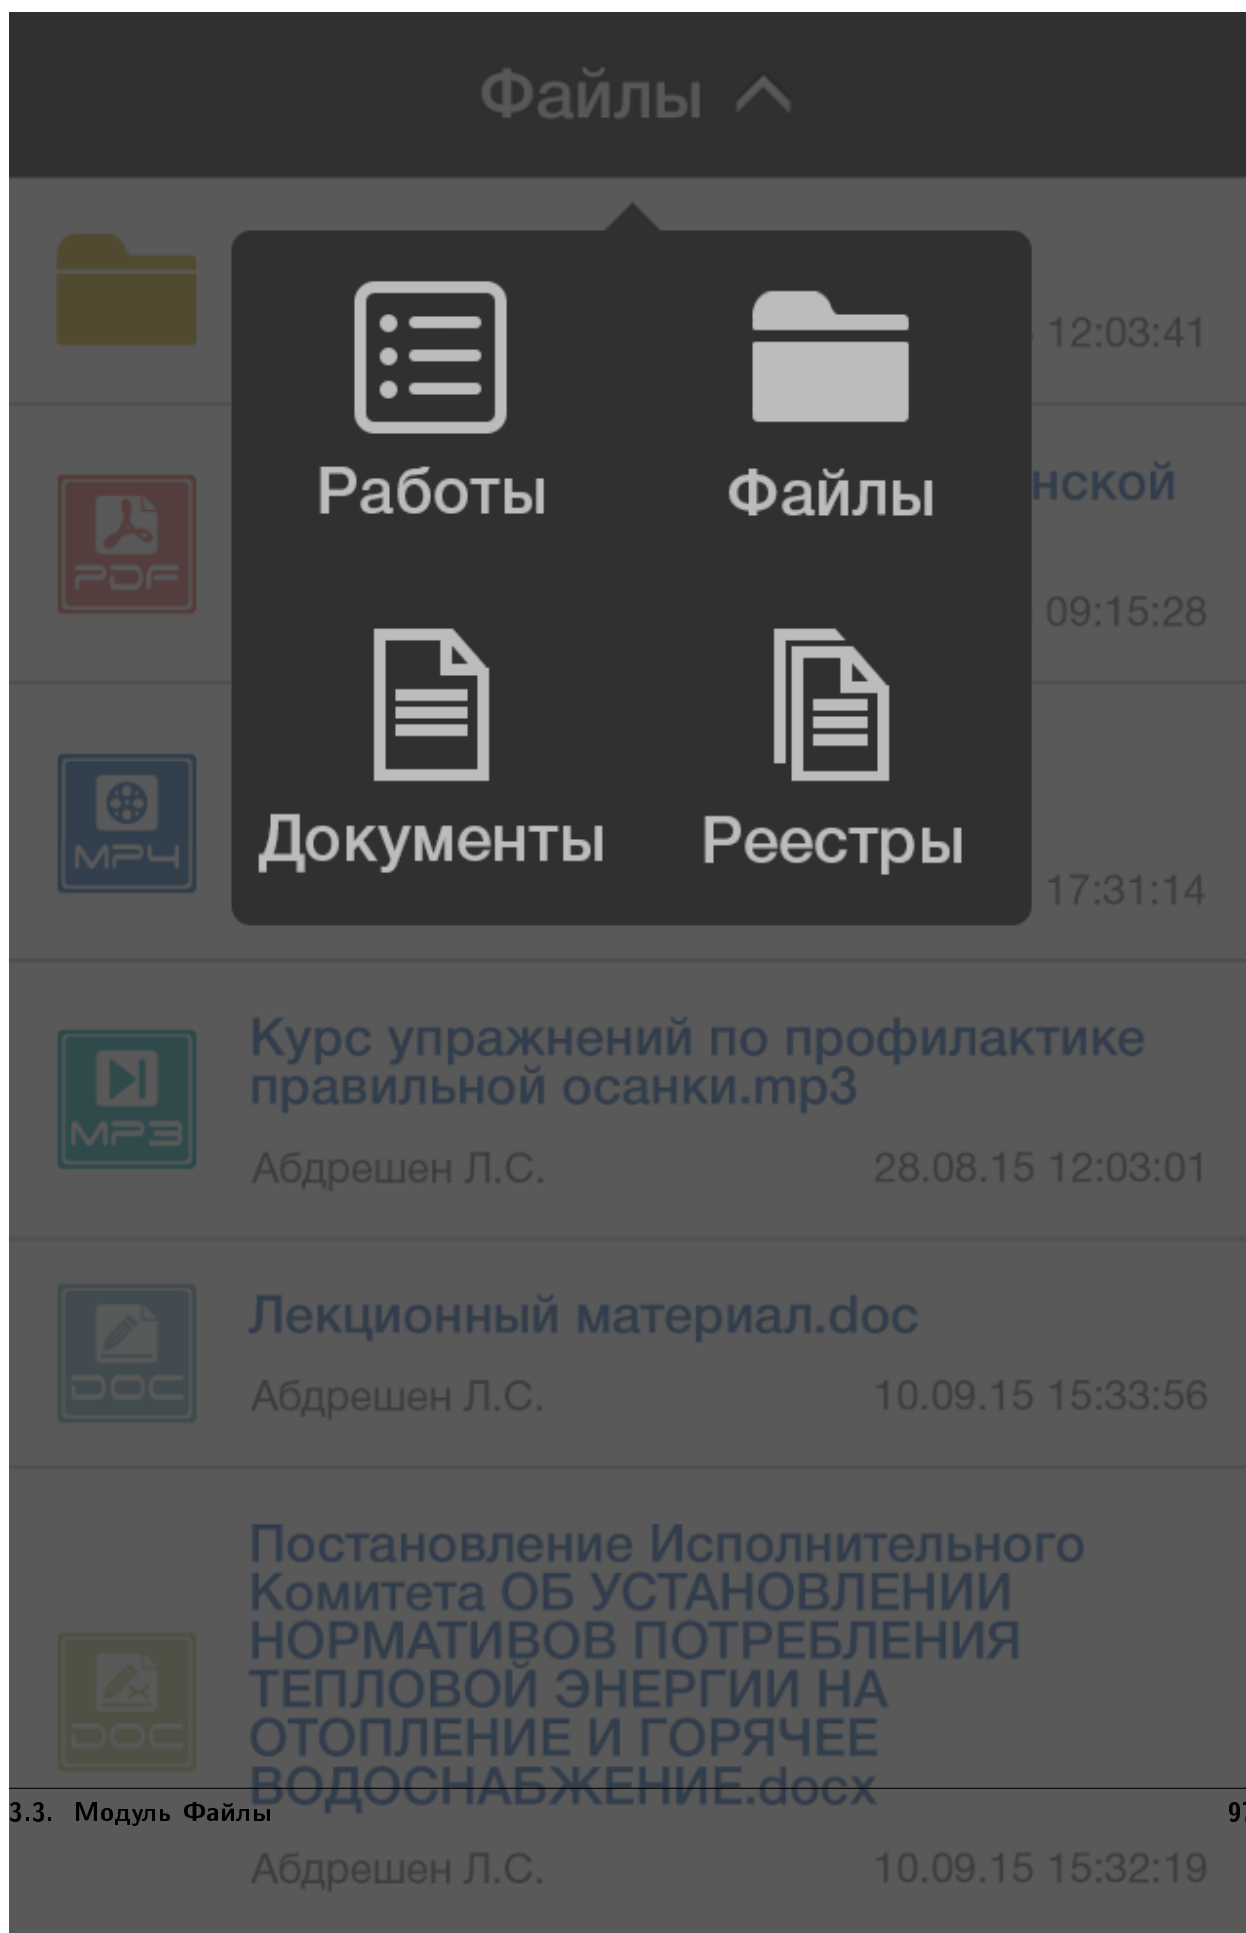 Файлы
12:03:41
Работы
Файлы
нской
PDF
09:15:28
MP4
Документы
Реестры
17:31:14
Курс упражнений по профилактике
правильной осанки.mp3
MP3
Абдрешен Л.С. 28.08.15 12:03:01
Лекционный материал.doc
DOC
Абдрешен Л.С. 10.09.15 15:33:56
Постановление Исполнительного
Комитета ОБ УСТАНОВЛЕНИИ
НОРМАТИВОВ ПОТРЕБЛЕНИЯ
ТЕПЛОВОЙ ЭНЕРГИИ НА
DOC
ОТОПЛЕНИЕ И ГОРЯЧЕЕ
ВОДОСНАБЖЕНИЕ.docx
3.3. Модуль Файлы 97
Абдрешен Л.С. 10.09.15 15:32:19